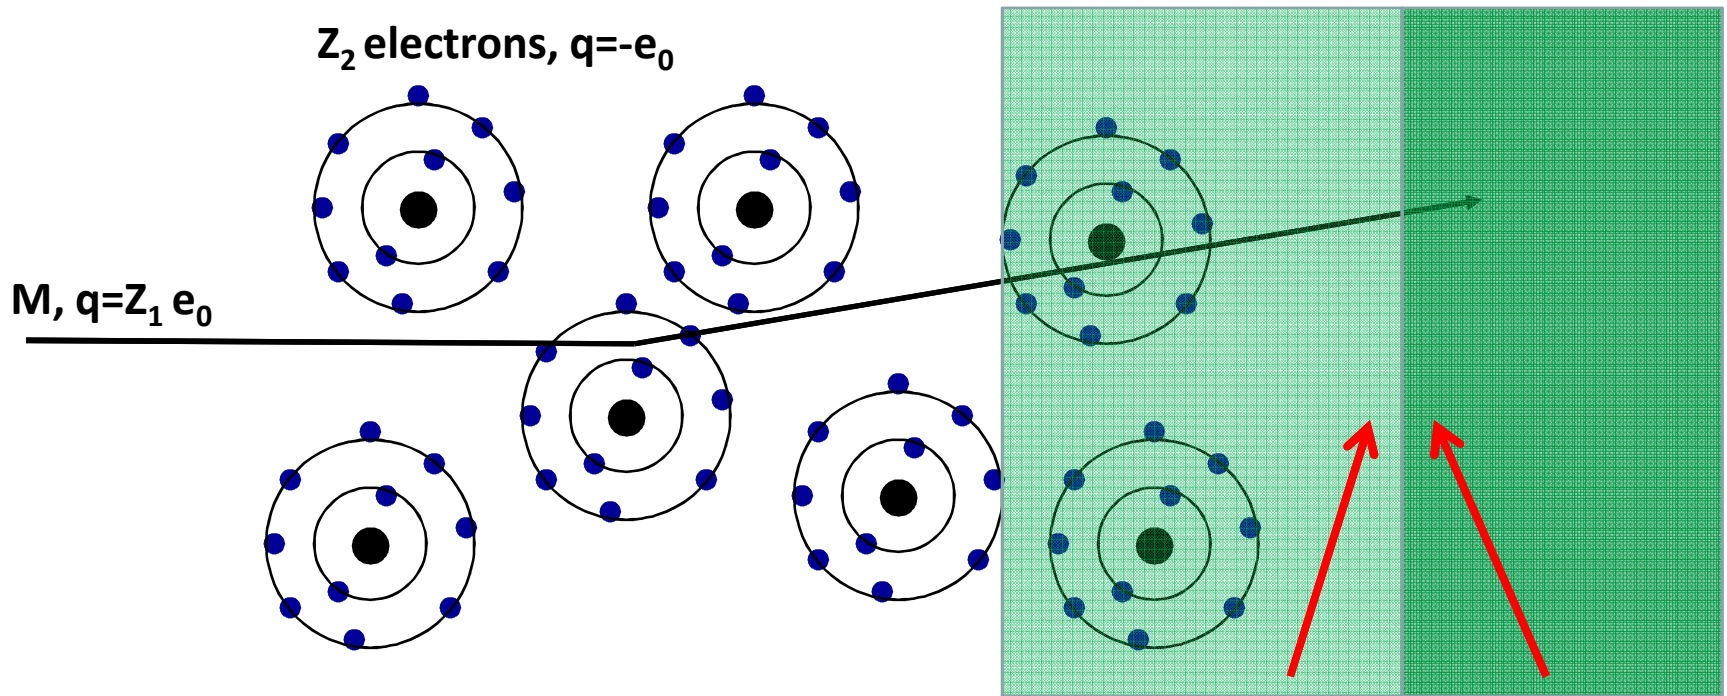 Z₂ electrons, q=-e₀
M, q=Z₁ e₀